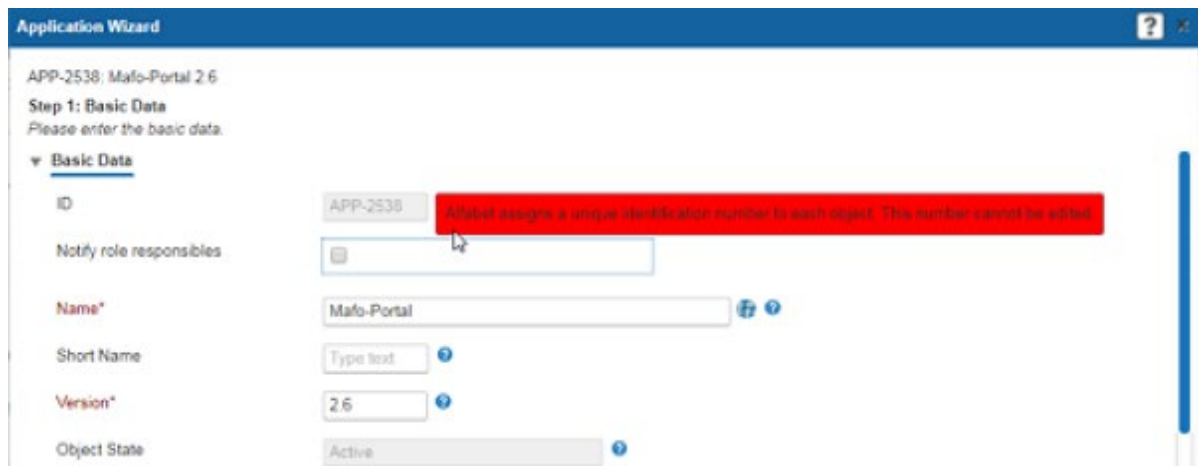 Application Wizard ?
APP-2538: Mafo-Portal 2.6
Step 1: Basic Data
Please enter the basic data.
Basic Data
ID APP-2538 Alfabet assigns a unique identification number to each object. This number cannot be edited.
Notify role responsibles
Name* Mafo-Portal ?
Short Name Type text ?
Version* 2.6 ?
Object State Active ?